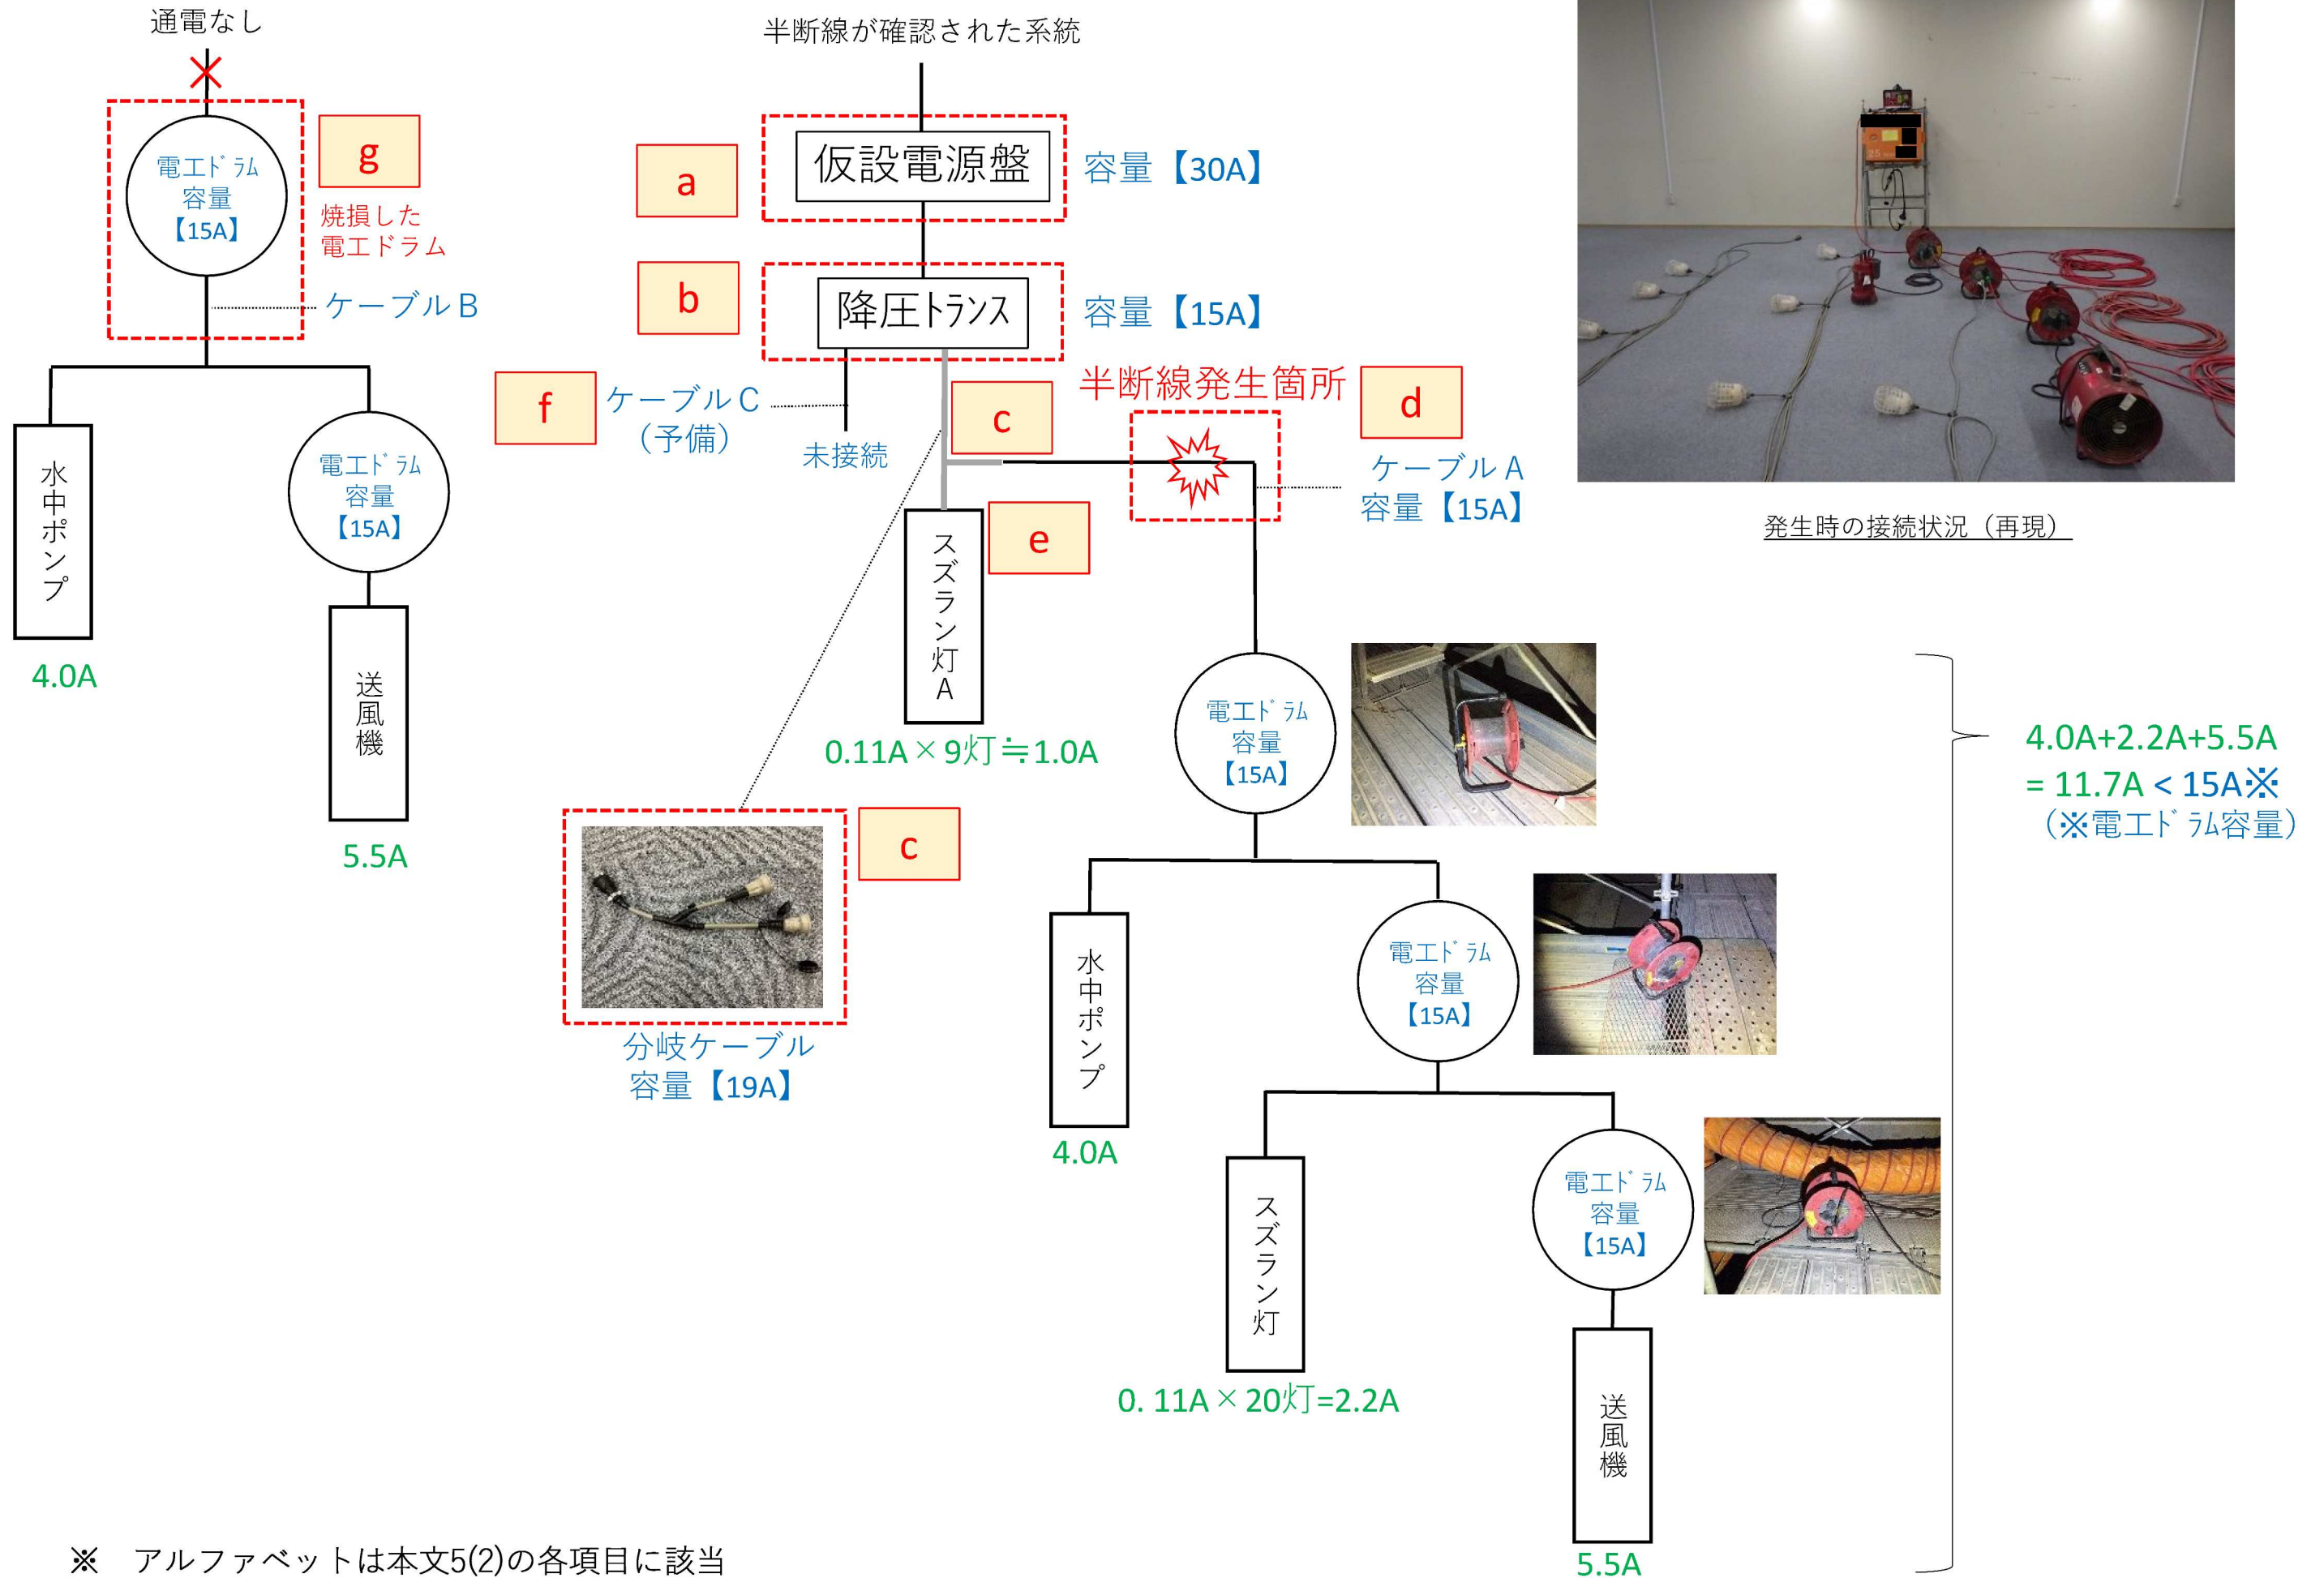 通電なし
g
電工ﾄﾞﾗﾑ
容量
【15A】
焼損した
電工ドラム
ケーブルB
水中ポンプ
4.0A
電工ﾄﾞﾗﾑ
容量
【15A】
送風機
5.5A
半断線が確認された系統
a
仮設電源盤
容量【30A】
b
降圧ﾄﾗﾝｽ
容量【15A】
f
ケーブルC
（予備）
未接続
c
半断線発生箇所
d
ケーブルA
容量【15A】
e
スズラン灯A
0.11A×9灯≒1.0A
c
分岐ケーブル
容量【19A】
電工ﾄﾞﾗﾑ
容量
【15A】
水中ポンプ
4.0A
電工ﾄﾞﾗﾑ
容量
【15A】
スズラン灯
0. 11A×20灯=2.2A
電工ﾄﾞﾗﾑ
容量
【15A】
送風機
5.5A
発生時の接続状況（再現）
4.0A+2.2A+5.5A
= 11.7A < 15A※
（※電工ﾄﾞﾗﾑ容量）
※　アルファベットは本文5(2)の各項目に該当